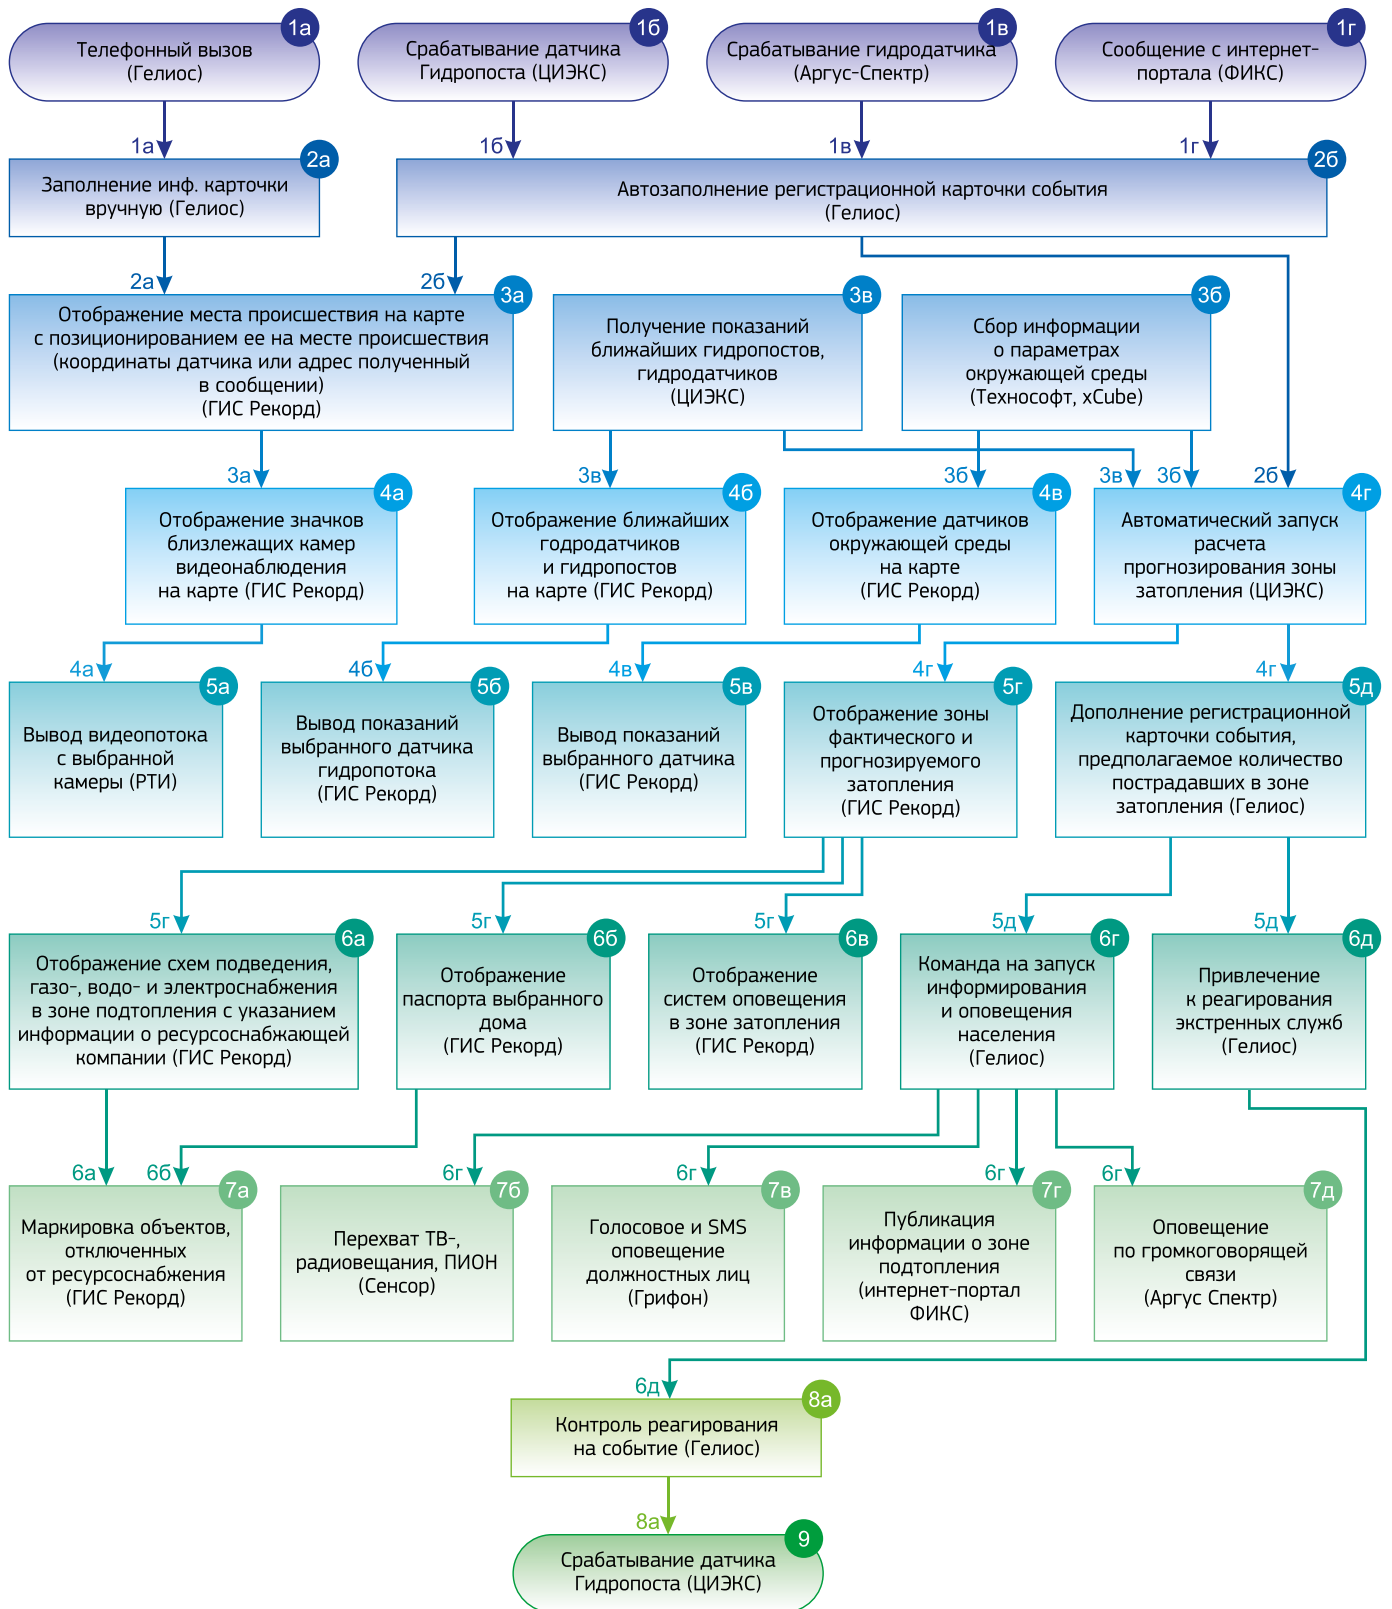 1а
Телефонный вызов
(Гелиос)
1б
Срабатывание датчика
Гидропоста (ЦИЭКС)
1в
Срабатывание гидродатчика
(Аргус-Спектр)
1г
Сообщение с интернет-
портала (ФИКС)
1а
1б
1в
1г
2а
Заполнение инф. карточки
вручную (Гелиос)
2б
Автозаполнение регистрационной карточки события
(Гелиос)
2а
2б
3а
Отображение места происшествия на карте
с позиционированием ее на месте происшествия
(координаты датчика или адрес полученный
в сообщении)
(ГИС Рекорд)
3в
Получение показаний
ближайших гидропостов,
гидродатчиков
(ЦИЭКС)
3б
Сбор информации
о параметрах
окружающей среды
(Техносoфт, xCube)
3а
3в
3б
3в
3б
2б
4а
Отображение значков
близлежащих камер
видеонаблюдения
на карте (ГИС Рекорд)
4б
Отображение ближайших
годродатчиков
и гидропостов
на карте (ГИС Рекорд)
4в
Отображение датчиков
окружающей среды
на карте
(ГИС Рекорд)
4г
Автоматический запуск
расчета
прогнозирования зоны
затопления (ЦИЭКС)
4а
4б
4в
4г
4г
5а
Вывод видеопотока
с выбранной
камеры (РТИ)
5б
Вывод показаний
выбранного датчика
гидропотока
(ГИС Рекорд)
5в
Вывод показаний
выбранного датчика
(ГИС Рекорд)
5г
Отображение зоны
фактического и
прогнозируемого
затопления
(ГИС Рекорд)
5д
Дополнение регистрационной
карточки события,
предполагаемое количество
пострадавших в зоне
затопления (Гелиос)
5г
5г
5г
5д
5д
6а
Отображение схем подведения,
газо-, водо- и электроснабжения
в зоне подтопления с указанием
информации о ресурсоснабжающей
компании (ГИС Рекорд)
6б
Отображение
паспорта выбранного
дома
(ГИС Рекорд)
6в
Отображение
систем оповещения
в зоне затопления
(ГИС Рекорд)
6г
Команда на запуск
информирования
и оповещения
населения
(Гелиос)
6д
Привлечение
к реагирования
экстренных служб
(Гелиос)
6а
6б
6г
6г
6г
6г
7а
Маркировка объектов,
отключенных
от ресурсоснабжения
(ГИС Рекорд)
7б
Перехват ТВ-,
радиовещания, ПИОН
(Сенсор)
7в
Голосовое и SMS
оповещение
должностных лиц
(Грифон)
7г
Публикация
информации о зоне
подтопления
(интернет-портал
ФИКС)
7д
Оповещение
по громкоговорящей
связи
(Аргус Спектр)
6д
8а
Контроль реагирования
на событие (Гелиос)
8а
9
Срабатывание датчика
Гидропоста (ЦИЭКС)